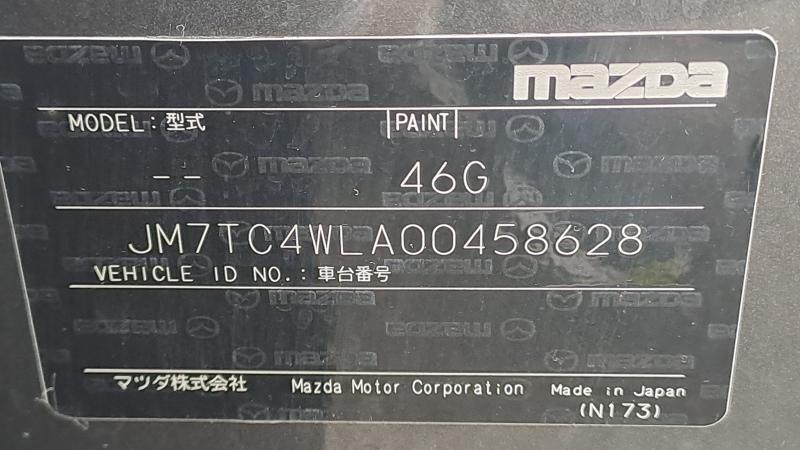 mazda
MODEL: 型式 PAINT
-- 46G
JM7TC4WLA00458628
VEHICLE ID NO.: 車台番号
マツダ株式会社 Mazda Motor Corporation Made in Japan
(N173)